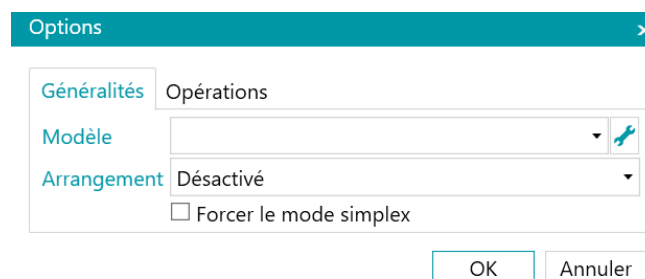 Options
Généralités Opérations
Modèle
Arrangement Désactivé
Forcer le mode simplex
OK Annuler